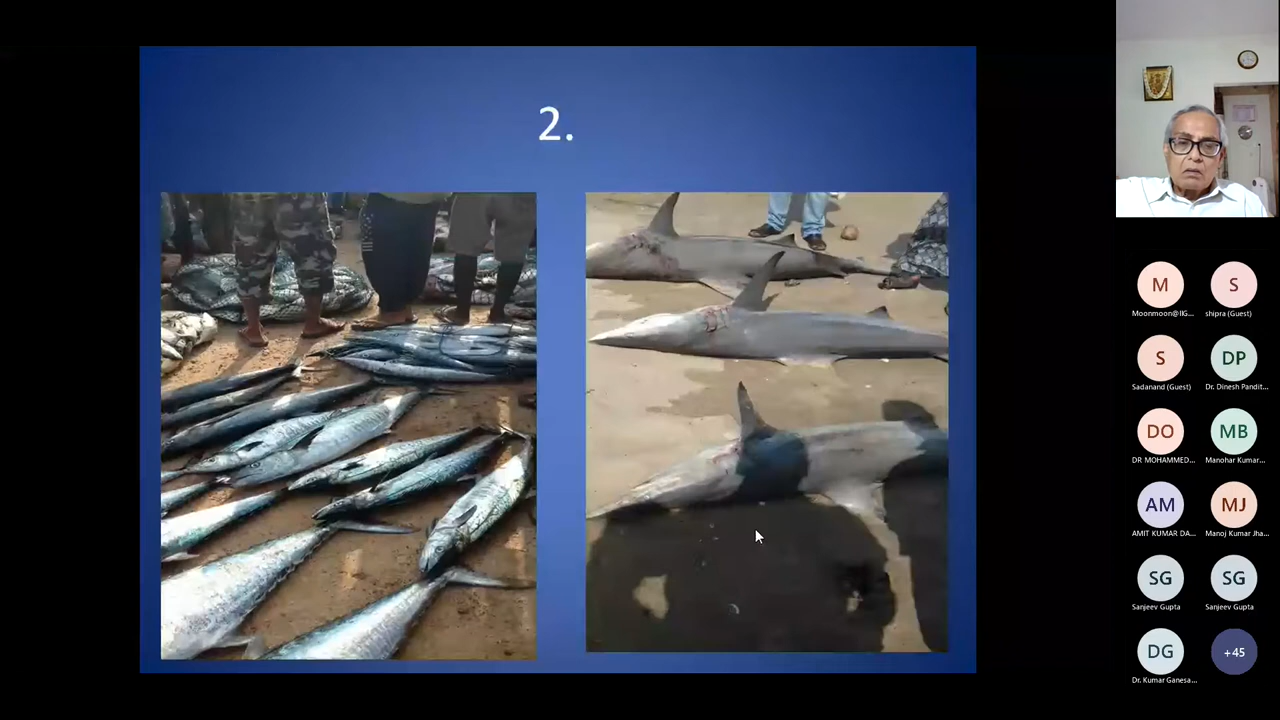 2.
M
S
Moonmoon@IIG...
shipra (Guest)
S
DP
Sadanand (Guest)
Dr. Dinesh Pandit...
DO
MB
DR MOHAMMED...
Manohar Kumar...
AM
MJ
AMIT KUMAR DA...
Manoj Kumar Jha...
SG
SG
Sanjeev Gupta
Sanjeev Gupta
DG
+45
Dr. Kumar Ganesa...